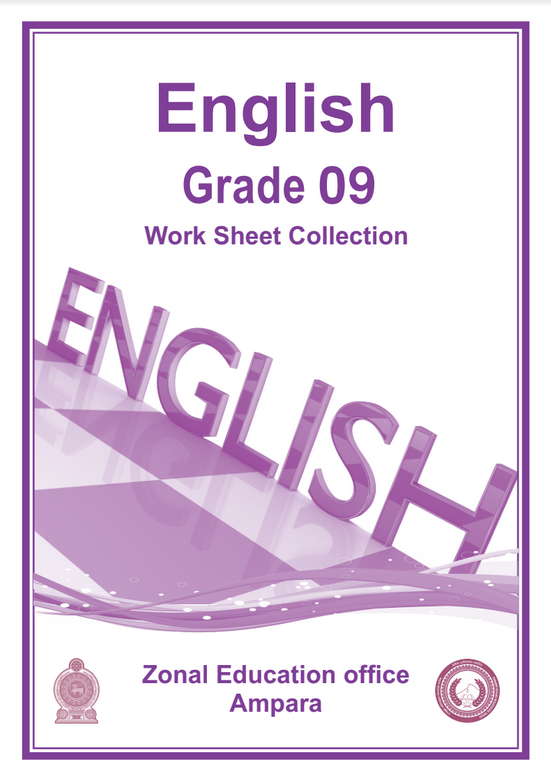 English
Grade 09
Work Sheet Collection
ENGLISH
Zonal Education office
Ampara